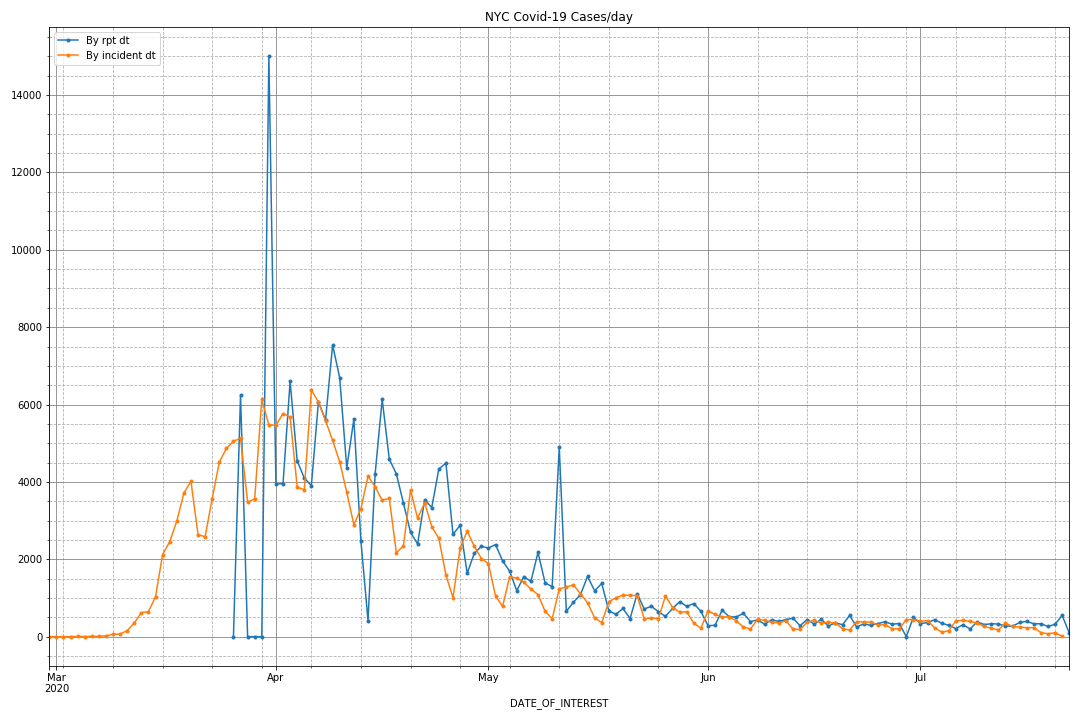 NYC Covid-19 Cases/day
By rpt dt
By incident dt
14000
12000
10000
8000
6000
4000
2000
0
Mar
2020
Apr
May
Jun
Jul
DATE_OF_INTEREST